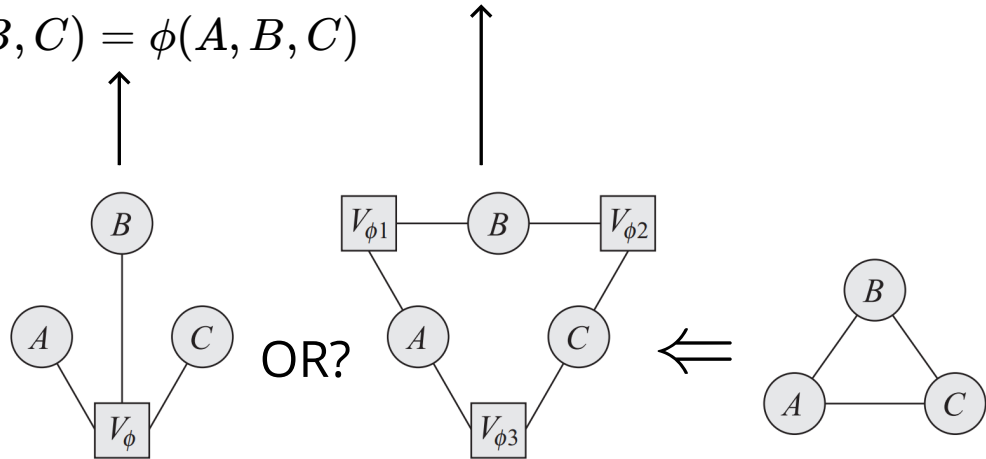 B, C) = ϕ(A, B, C)
B
V_ϕ1 B V_ϕ2
A C OR? A C
B
V_ϕ V_ϕ3 A C